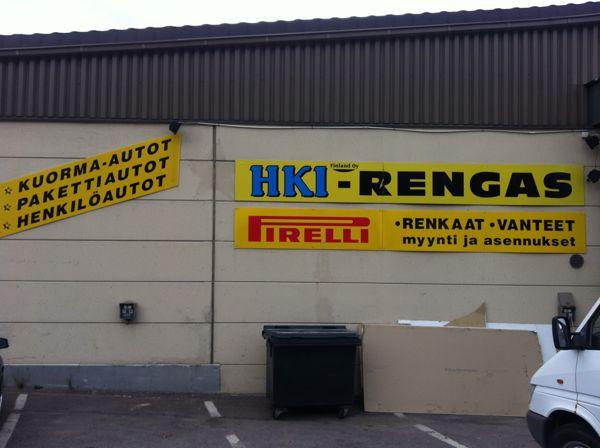 ★ KUORMA-AUTOT
★ PAKETTIAUTOT
★ HENKILÖAUTOT
Finland Oy
HKI-RENGAS
PIRELLI
•RENKAAT •VANTEET
myynti ja asennukset